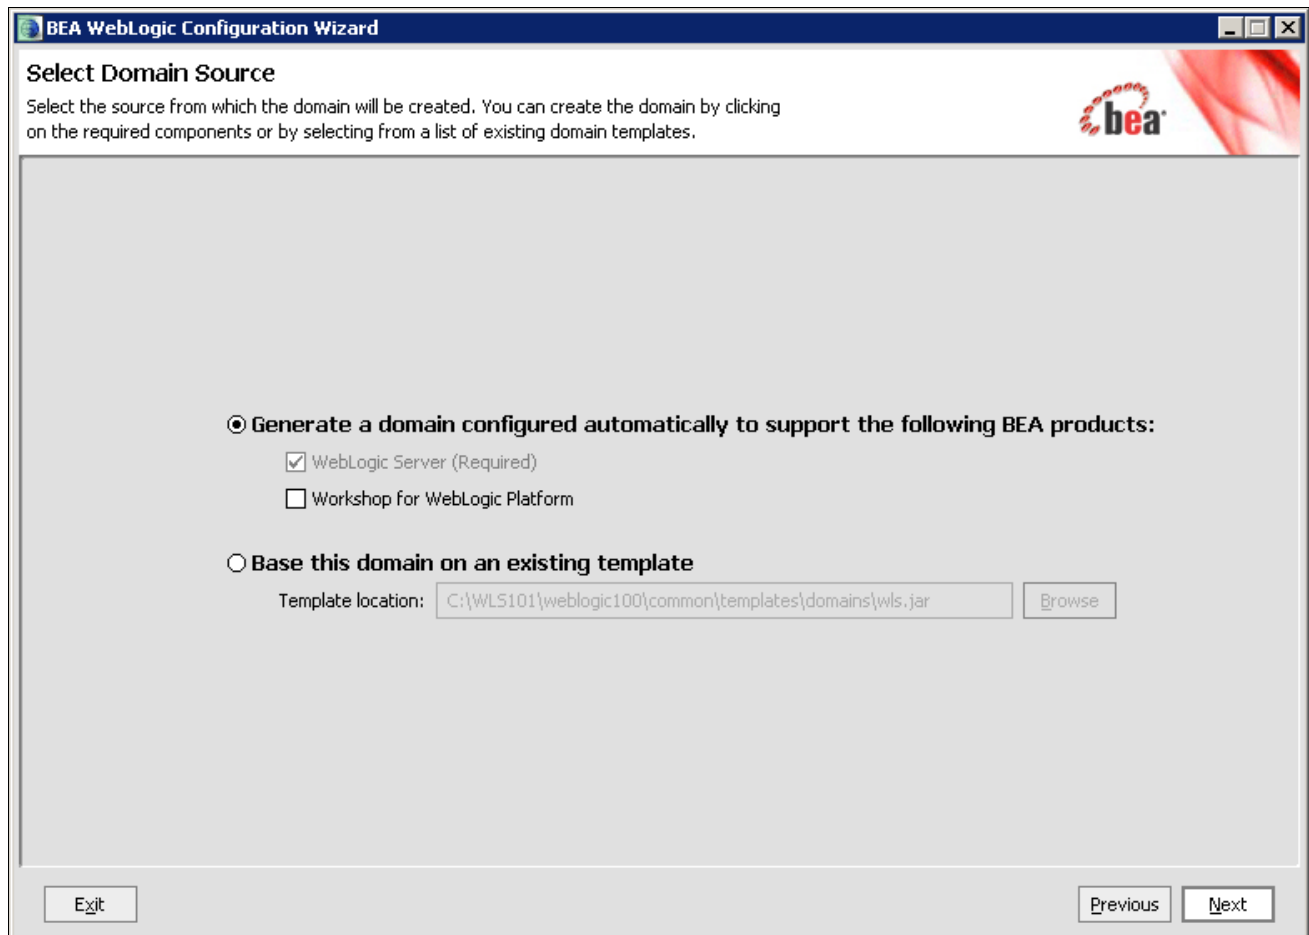 BEA WebLogic Configuration Wizard
Select Domain Source
Select the source from which the domain will be created. You can create the domain by clicking
on the required components or by selecting from a list of existing domain templates.
bea
Generate a domain configured automatically to support the following BEA products:
WebLogic Server (Required)
Workshop for WebLogic Platform
Base this domain on an existing template
Template location: C:\WLS101\weblogic100\common\templates\domains\wls.jar Browse
Exit Previous Next